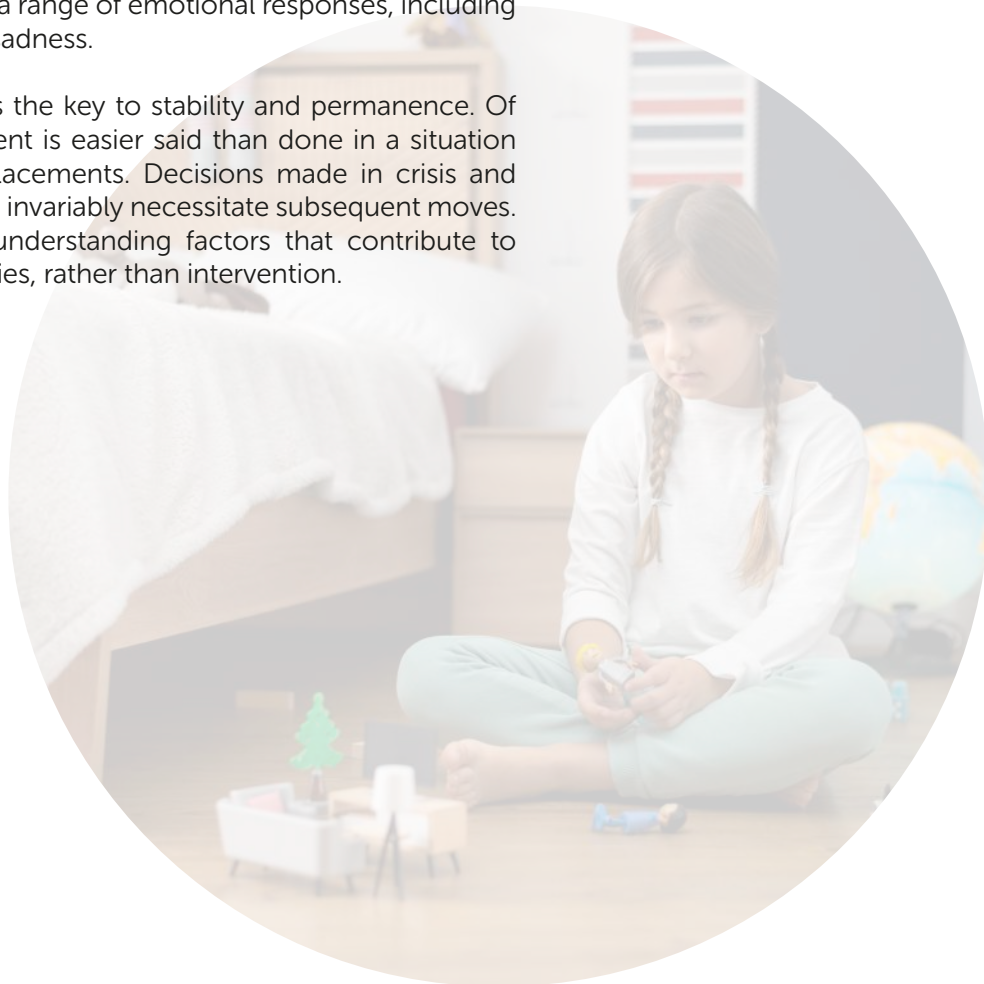 a range of emotional responses, including
adness.
s the key to stability and permanence. Of
ent is easier said than done in a situation
lacements. Decisions made in crisis and
invariably necessitate subsequent moves.
understanding factors that contribute to
ies, rather than intervention.